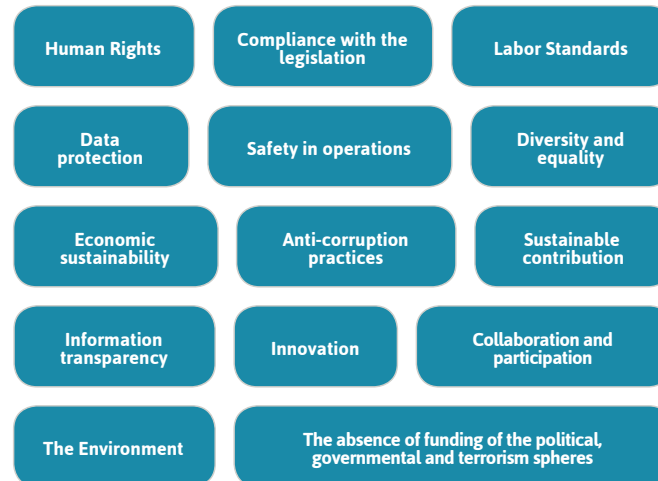 Human Rights
Compliance with the
legislation
Labor Standards
Data
protection
Safety in operations
Diversity and
equality
Economic
sustainability
Anti-corruption
practices
Sustainable
contribution
Information
transparency
Innovation
Collaboration and
participation
The Environment
The absence of funding of the political,
governmental and terrorism spheres